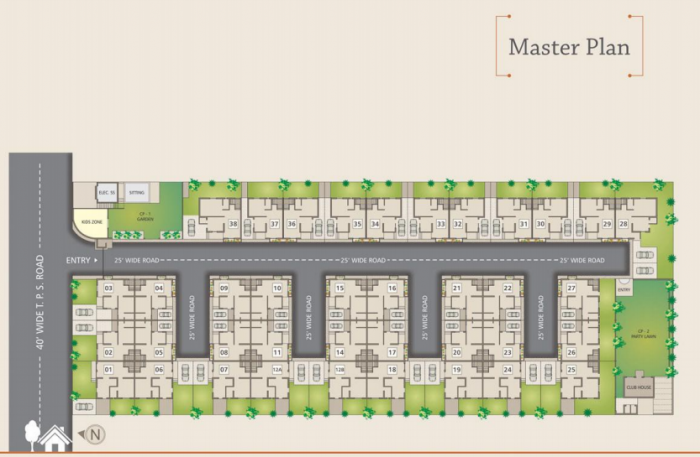 Master Plan
ELEC. SS
SITTING
KIDS ZONE
CP - 1
GARDEN
38
37
36
35
34
33
32
31
30
29
28
40' WIDE T. P. S. ROAD
ENTRY
25' WIDE ROAD
25' WIDE ROAD
25' WIDE ROAD
03
04
09
10
15
16
21
22
27
ENTRY
25' WIDE ROAD
25' WIDE ROAD
25' WIDE ROAD
25' WIDE ROAD
CP - 2
PARTY LAWN
02
05
08
11
14
17
20
23
26
01
06
07
12A
12B
18
19
24
25
CLUB HOUSE
N